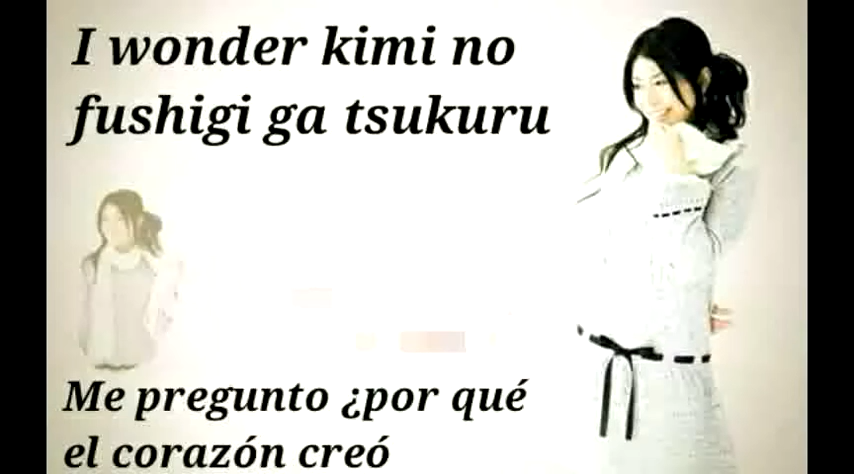 I wonder kimi no
fushigi ga tsukuru
Me pregunto ¿por qué
el corazón creó